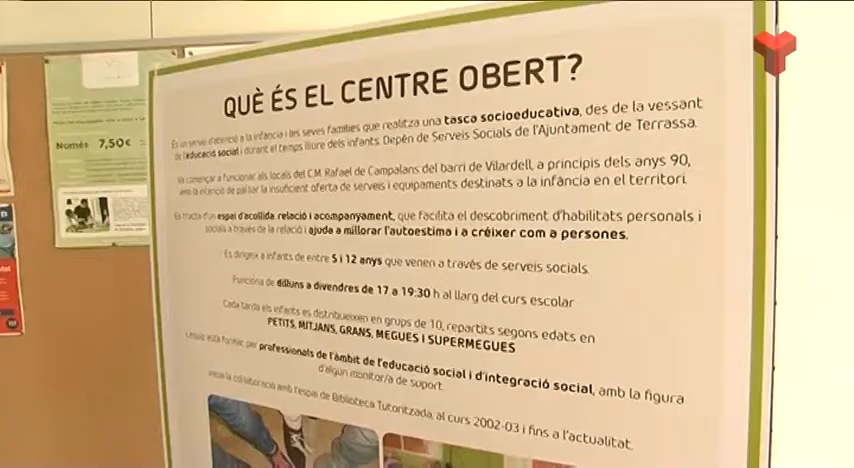 QUÈ ÉS EL CENTRE OBERT?
És un servei d'atenció a la infància i les seves famílies que realitza una tasca socioeducativa, des de la vessant
de l'educació social i durant el temps lliure dels infants. Depèn de Serveis Socials de l'Ajuntament de Terrassa.
Va començar a funcionar als locals del C.M. Rafael de Campalans del barri de Vilardell, a principis dels anys 90,
amb la intenció de pal·liar la insuficient oferta de serveis i equipaments destinats a la infància en el territori.
Es tracta d'un espai d'acollida, relació i acompanyament, que facilita el descobriment d'habilitats personals i
socials a través de la relació i ajuda a millorar l'autoestima i a créixer com a persones.
Es dirigeix a infants de entre 5 i 12 anys que venen a través de serveis socials.
Funciona de dilluns a divendres de 17 a 19:30 h al llarg del curs escolar
Cada tarda els infants es distribueixen en grups de 10, repartits segons edats en
PETITS, MITJANS, GRANS, MEGUES I SUPERMEGUES
L'equip està format per professionals de l'àmbit de l'educació social i d'integració social, amb la figura
d'algun monitor/a de suport.
Inicia la col·laboració amb l'espai de Biblioteca Tutoritzada, al curs 2002-03 i fins a l'actualitat.
Només 7,50€